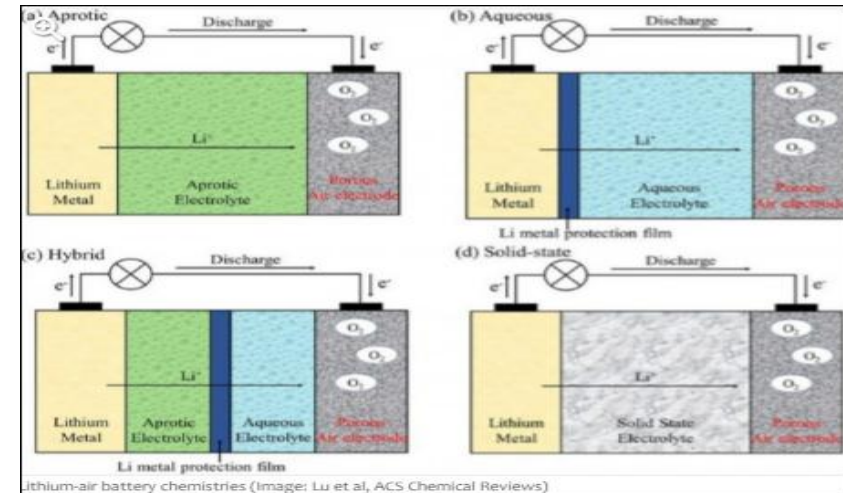 (a) Aprotic
Discharge
e-
e-
O2
O2
O2
Li+
Lithium
Metal
Aprotic
Electrolyte
Porous
Air electrode
(b) Aqueous
Discharge
e-
e-
O2
O2
O2
Li+
Lithium
Metal
Aqueous
Electrolyte
Porous
Air electrode
Li metal protection film
(c) Hybrid
Discharge
e-
e-
O2
O2
O2
Li+
Lithium
Metal
Aprotic
Electrolyte
Aqueous
Electrolyte
Porous
Air electrode
Li metal protection film
(d) Solid-state
Discharge
e-
e-
O2
O2
O2
Li+
Lithium
Metal
Solid State
Electrolyte
Porous
Air electrode
Lithium-air battery chemistries (Image: Lu et al, ACS Chemical Reviews)